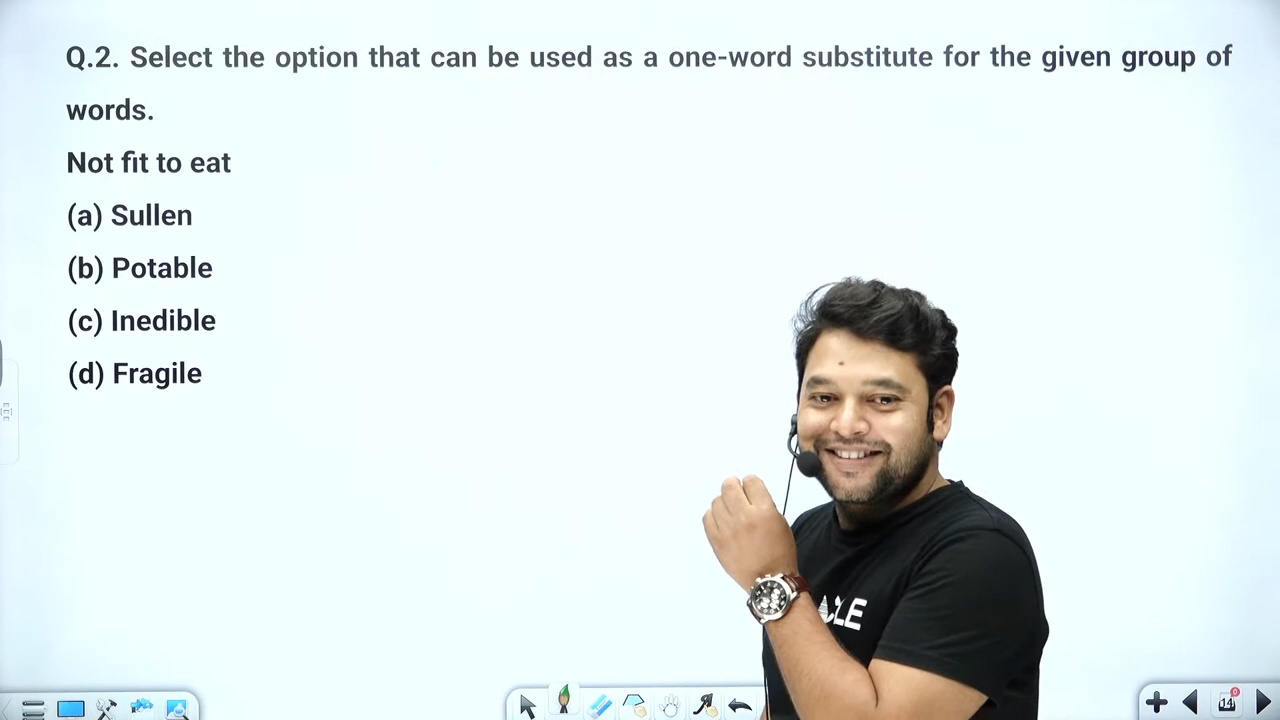 Q.2. Select the option that can be used as a one-word substitute for the given group of
words.
Not fit to eat
(a) Sullen
(b) Potable
(c) Inedible
(d) Fragile
14